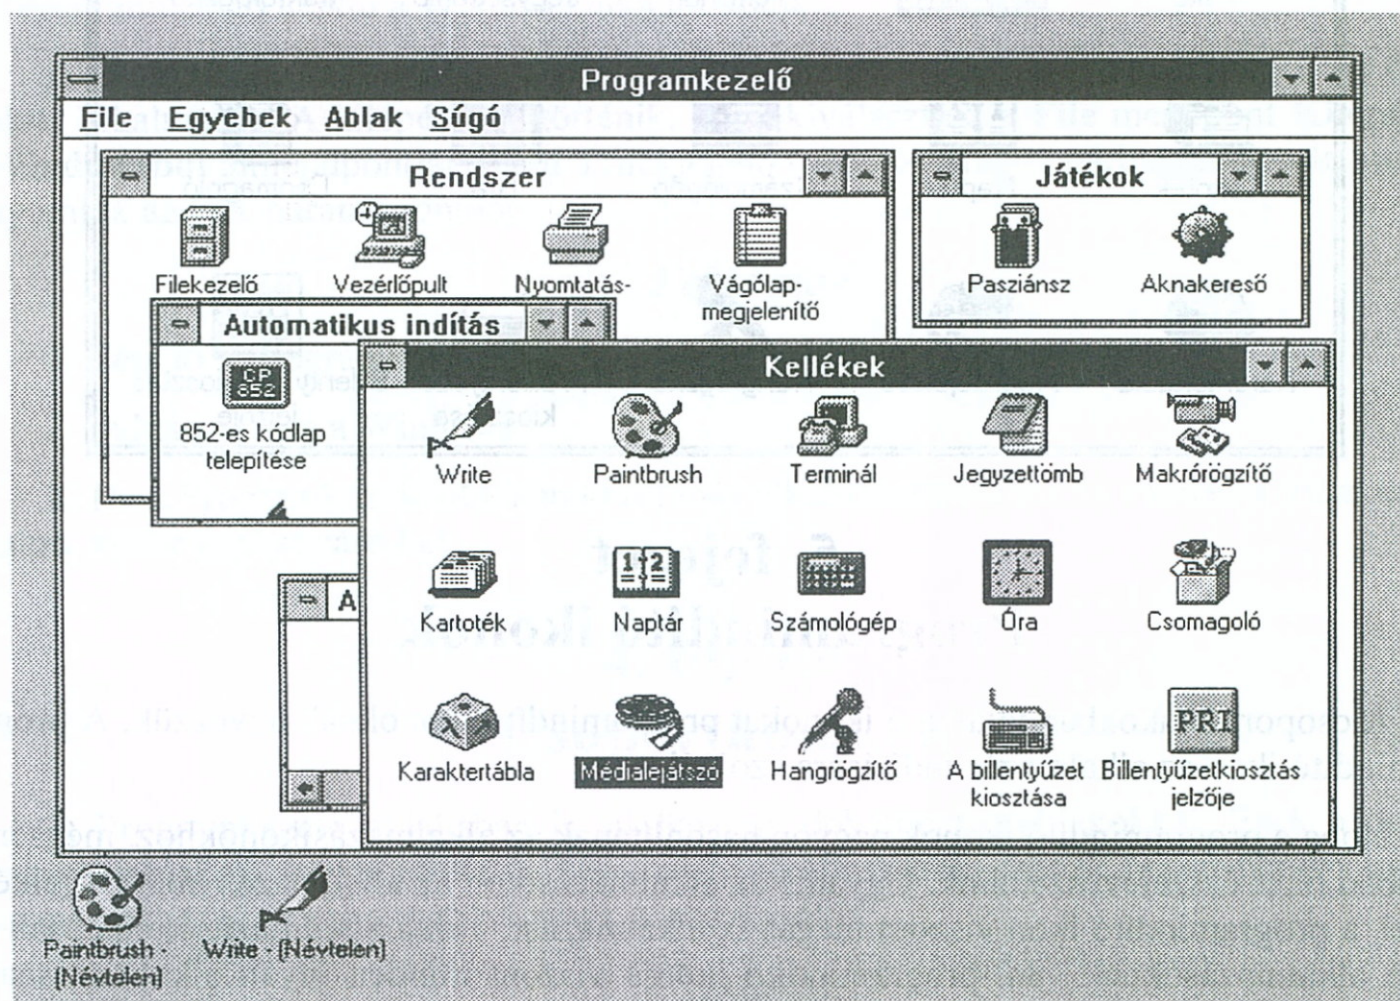 Programkezelő
File Egyebek Ablak Súgó
Rendszer
Filekezelő
Vezérlőpult
Nyomtatás-
Vágólap-
megjelenítő
Játékok
Pasziánsz
Aknakereső
Automatikus indítás
CP
852
852-es kódlap
telepítése
A
Kellékek
Write
Paintbrush
Terminál
Jegyzettömb
Makrórögzítő
Kartoték
12
Naptár
Számológép
Óra
Csomagoló
Karaktertábla
Médialejátszó
Hangrögzítő
A billentyűzet
kiosztása
PRI
Billentyűzetkiosztás
jelzője
Paintbrush -
(Névtelen)
Write - (Névtelen)